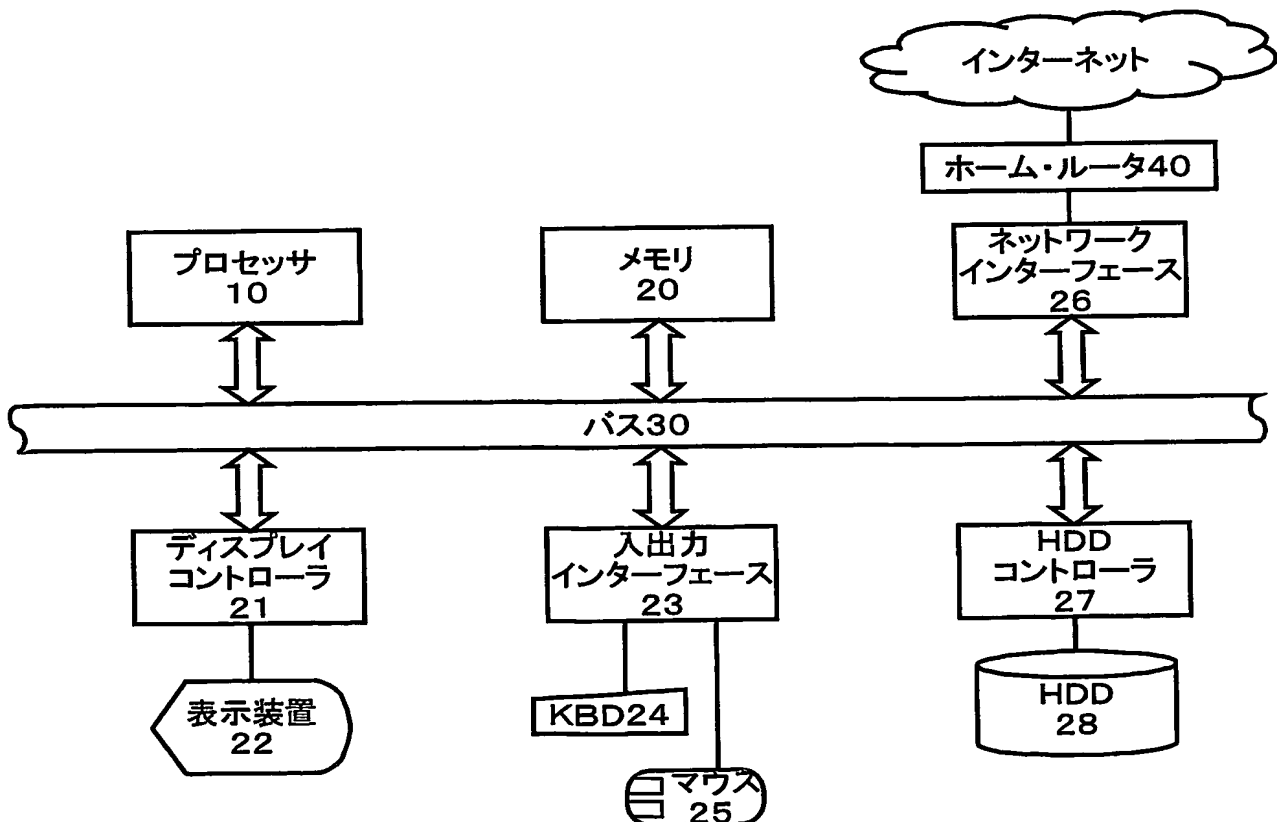 インターネット
ホーム・ルータ40
プロセッサ
10
メモリ
20
ネットワーク
インターフェース
26
バス30
ディスプレイ
コントローラ
21
入出力
インターフェース
23
HDD
コントローラ
27
表示装置
22
KBD24
マウス
25
HDD
28